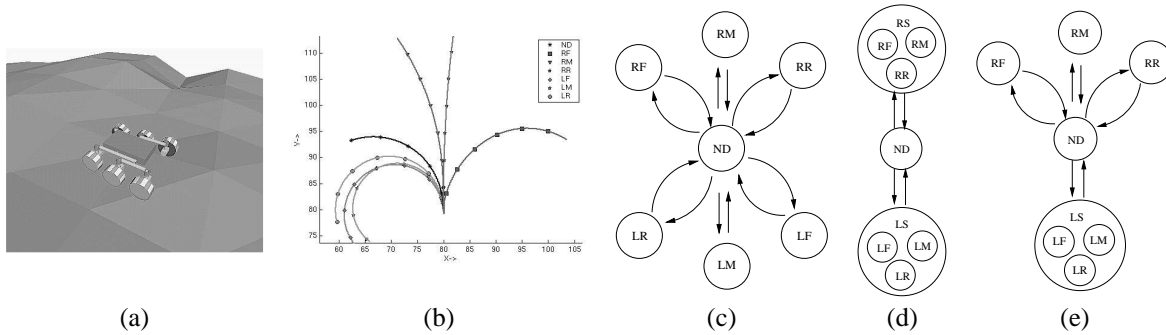 110
105
100
95
90
85
80
75
Y->
60
65
70
75
80
85
90
95
100
X->
ND
RF
RM
RR
LF
LM
LR
RM
RF
RR
ND
LR
LF
LM
RS
RF
RM
RR
ND
LS
LF
LM
LR
RM
RF
RR
ND
LS
LF
LM
LR
(a)
(b)
(c)
(d)
(e)